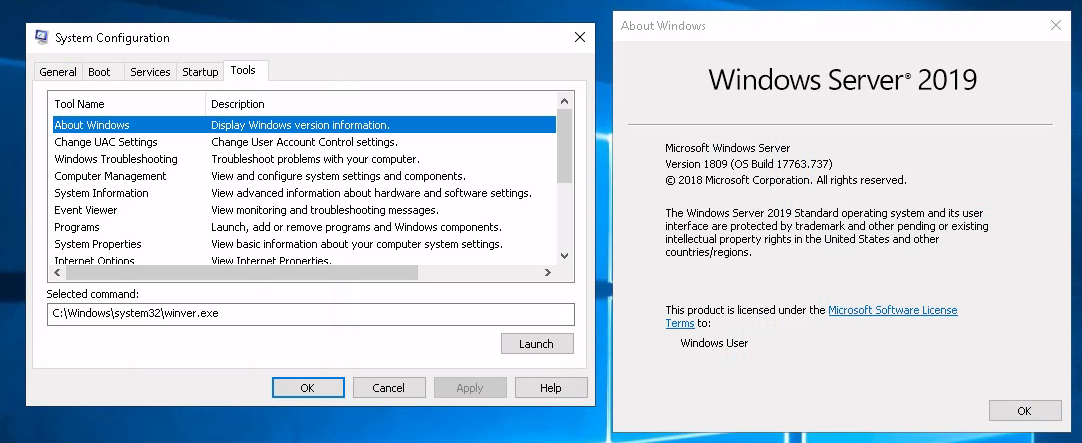 System Configuration
General Boot Services Startup Tools
Tool Name Description
About Windows Display Windows version information.
Change UAC Settings Change User Account Control settings.
Windows Troubleshooting Troubleshoot problems with your computer.
Computer Management View and configure system settings and components.
System Information View advanced information about hardware and software settings.
Event Viewer View monitoring and troubleshooting messages.
Programs Launch, add or remove programs and Windows components.
System Properties View basic information about your computer system settings.
Internet Options View Internet Properties.
Selected command:
C:\Windows\system32\winver.exe
Launch
OK Cancel Apply Help
About Windows
Windows Server® 2019
Microsoft Windows Server
Version 1809 (OS Build 17763.737)
© 2018 Microsoft Corporation. All rights reserved.
The Windows Server 2019 Standard operating system and its user
interface are protected by trademark and other pending or existing
intellectual property rights in the United States and other
countries/regions.
This product is licensed under the Microsoft Software License
Terms to:
Windows User
OK